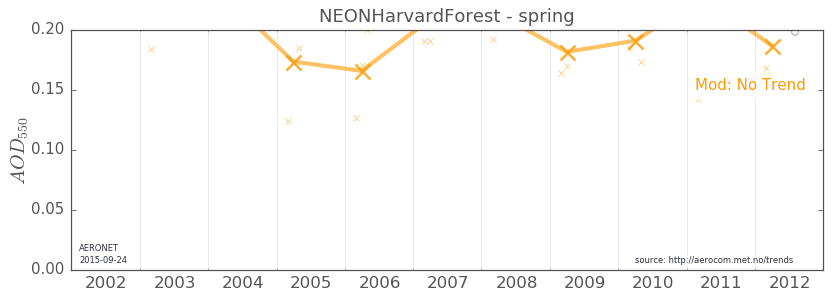 NEONHarvardForest - spring
0.20
0.15
0.10
0.05
0.00
AOD550
Mod: No Trend
AERONET
2015-09-24
source: http://aerocom.met.no/trends
2002 2003 2004 2005 2006 2007 2008 2009 2010 2011 2012